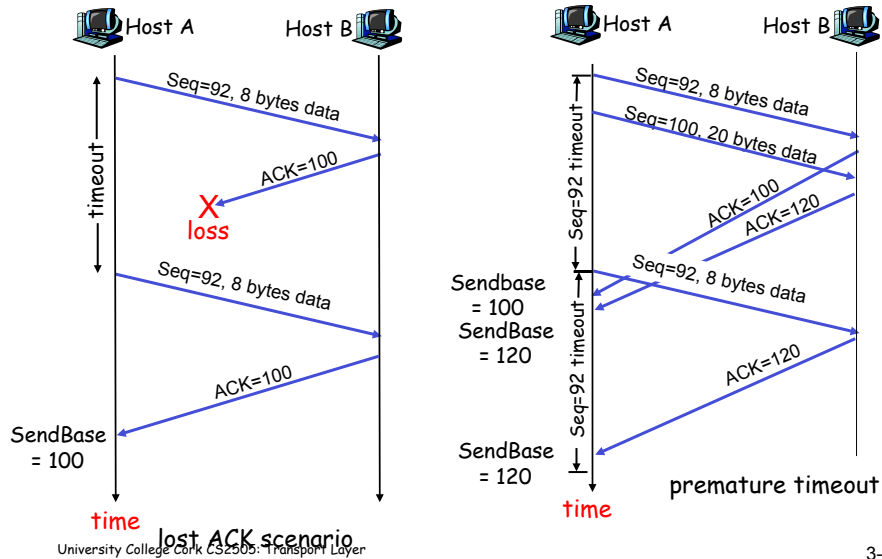 Host A
Host B
Seq=92, 8 bytes data
timeout
ACK=100
X
loss
Seq=92, 8 bytes data
ACK=100
SendBase
= 100
time
lost ACK scenario
Host A
Host B
Seq=92, 8 bytes data
Seq=100, 20 bytes data
Seq=92 timeout
ACK=100
ACK=120
Seq=92, 8 bytes data
Sendbase
= 100
SendBase
= 120
Seq=92 timeout
ACK=120
SendBase
= 120
premature timeout
time
University College Cork CS2505: Transport Layer
3-